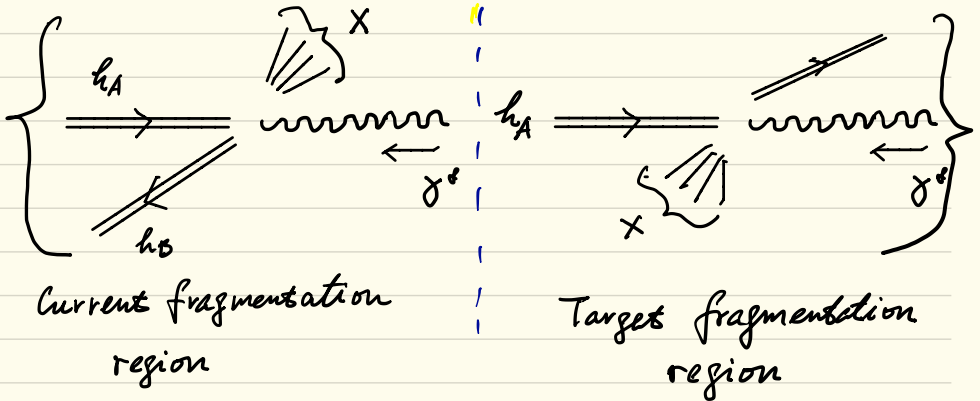 X
h_A
γ*
h_B
Current fragmentation
region
h_A
γ*
X
Target fragmentation
region